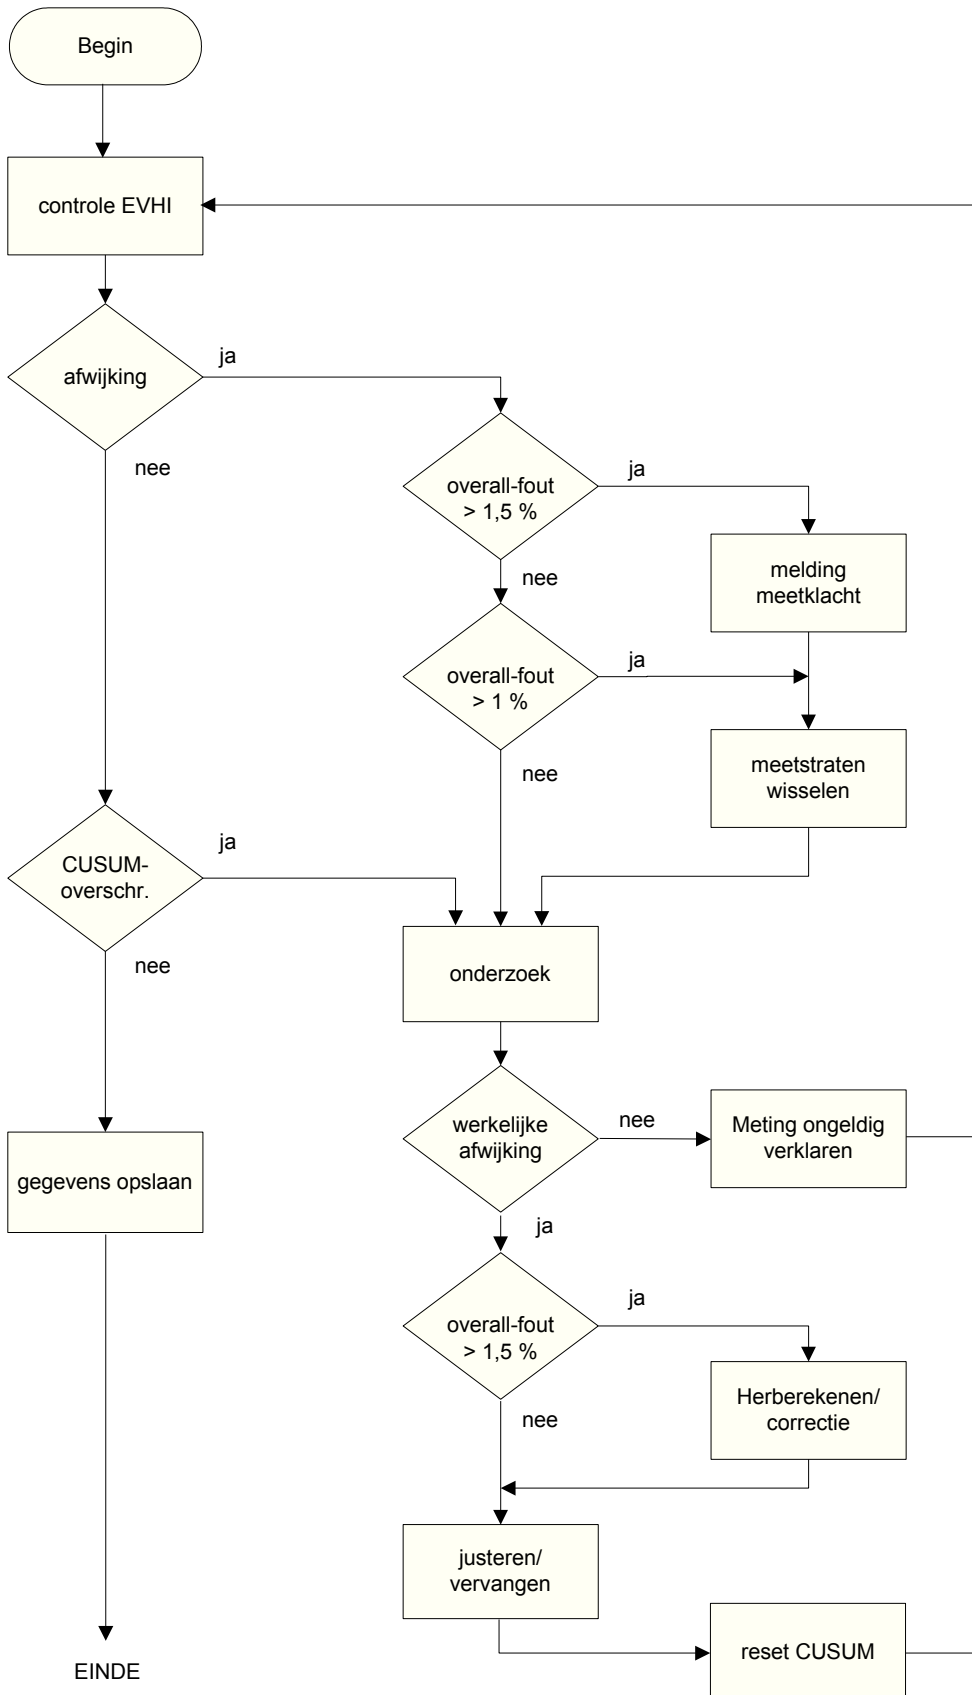 Begin
controle EVHI
afwijking
ja
nee
overall-fout
> 1,5 %
ja
nee
melding
meetklacht
overall-fout
> 1 %
ja
nee
meetstraten
wisselen
CUSUM-
overschr.
ja
nee
onderzoek
werkelijke
afwijking
nee
ja
Meting ongeldig
verklaren
gegevens opslaan
overall-fout
> 1,5 %
ja
nee
Herberekenen/
correctie
justeren/
vervangen
reset CUSUM
EINDE